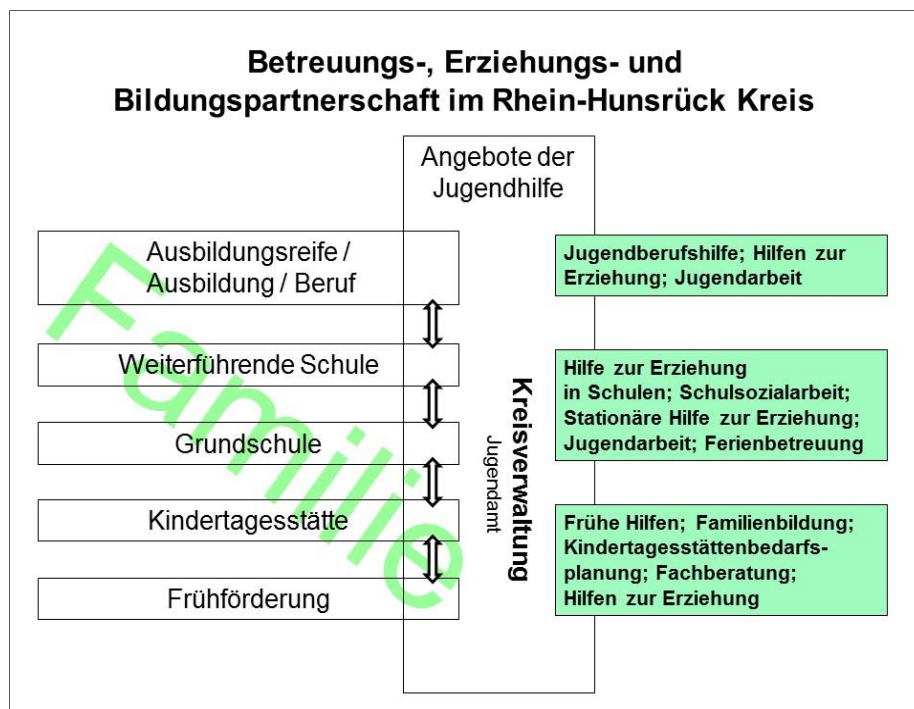 Betreuungs-, Erziehungs- und
Bildungspartnerschaft im Rhein-Hunsrück Kreis
Angebote der
Jugendhilfe
Ausbildungsreife /
Ausbildung / Beruf
Weiterführende Schule
Grundschule
Kindertagesstätte
Frühförderung
Familie
Kreisverwaltung
Jugendamt
Jugendberufshilfe; Hilfen zur
Erziehung; Jugendarbeit
Hilfe zur Erziehung
in Schulen; Schulsozialarbeit;
Stationäre Hilfe zur Erziehung;
Jugendarbeit; Ferienbetreuung
Frühe Hilfen; Familienbildung;
Kindertagesstättenbedarfs-
planung; Fachberatung;
Hilfen zur Erziehung